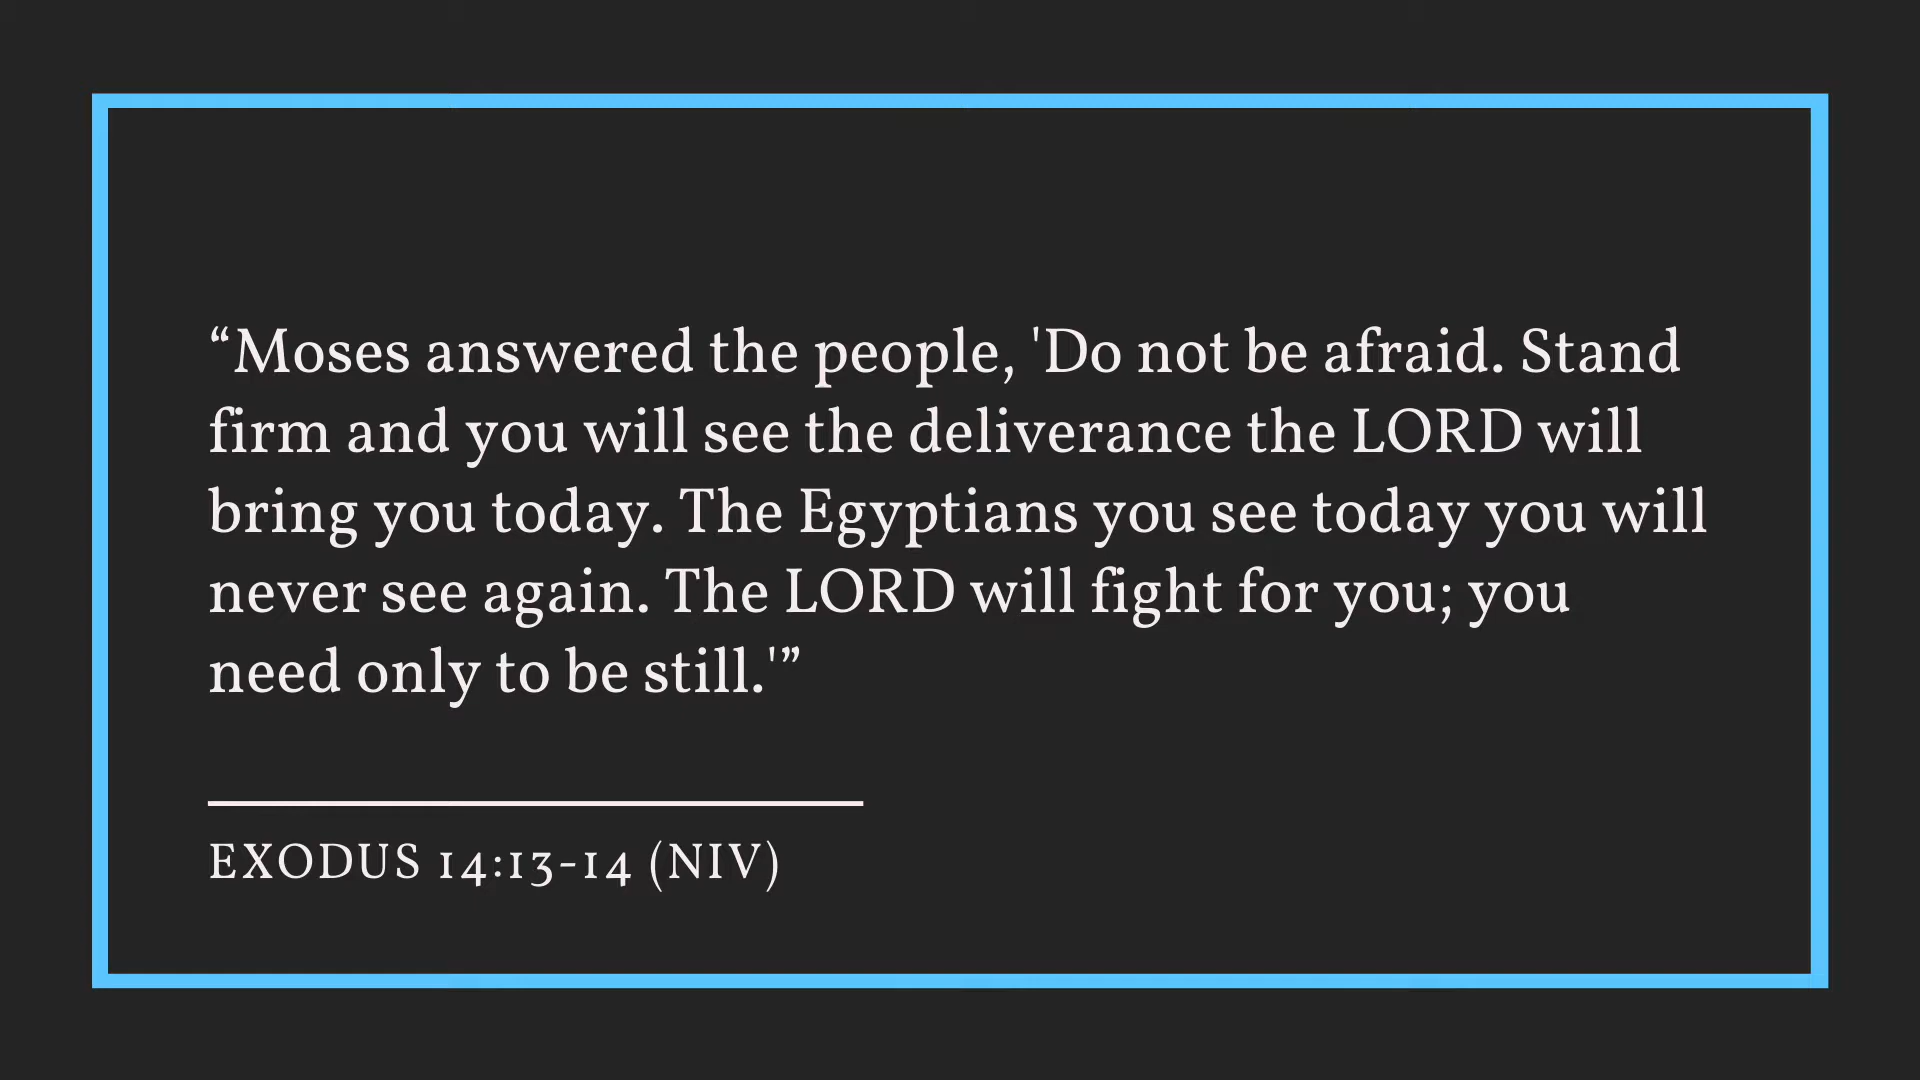 “Moses answered the people, 'Do not be afraid. Stand
firm and you will see the deliverance the LORD will
bring you today. The Egyptians you see today you will
never see again. The LORD will fight for you; you
need only to be still.'”
EXODUS 14:13-14 (NIV)